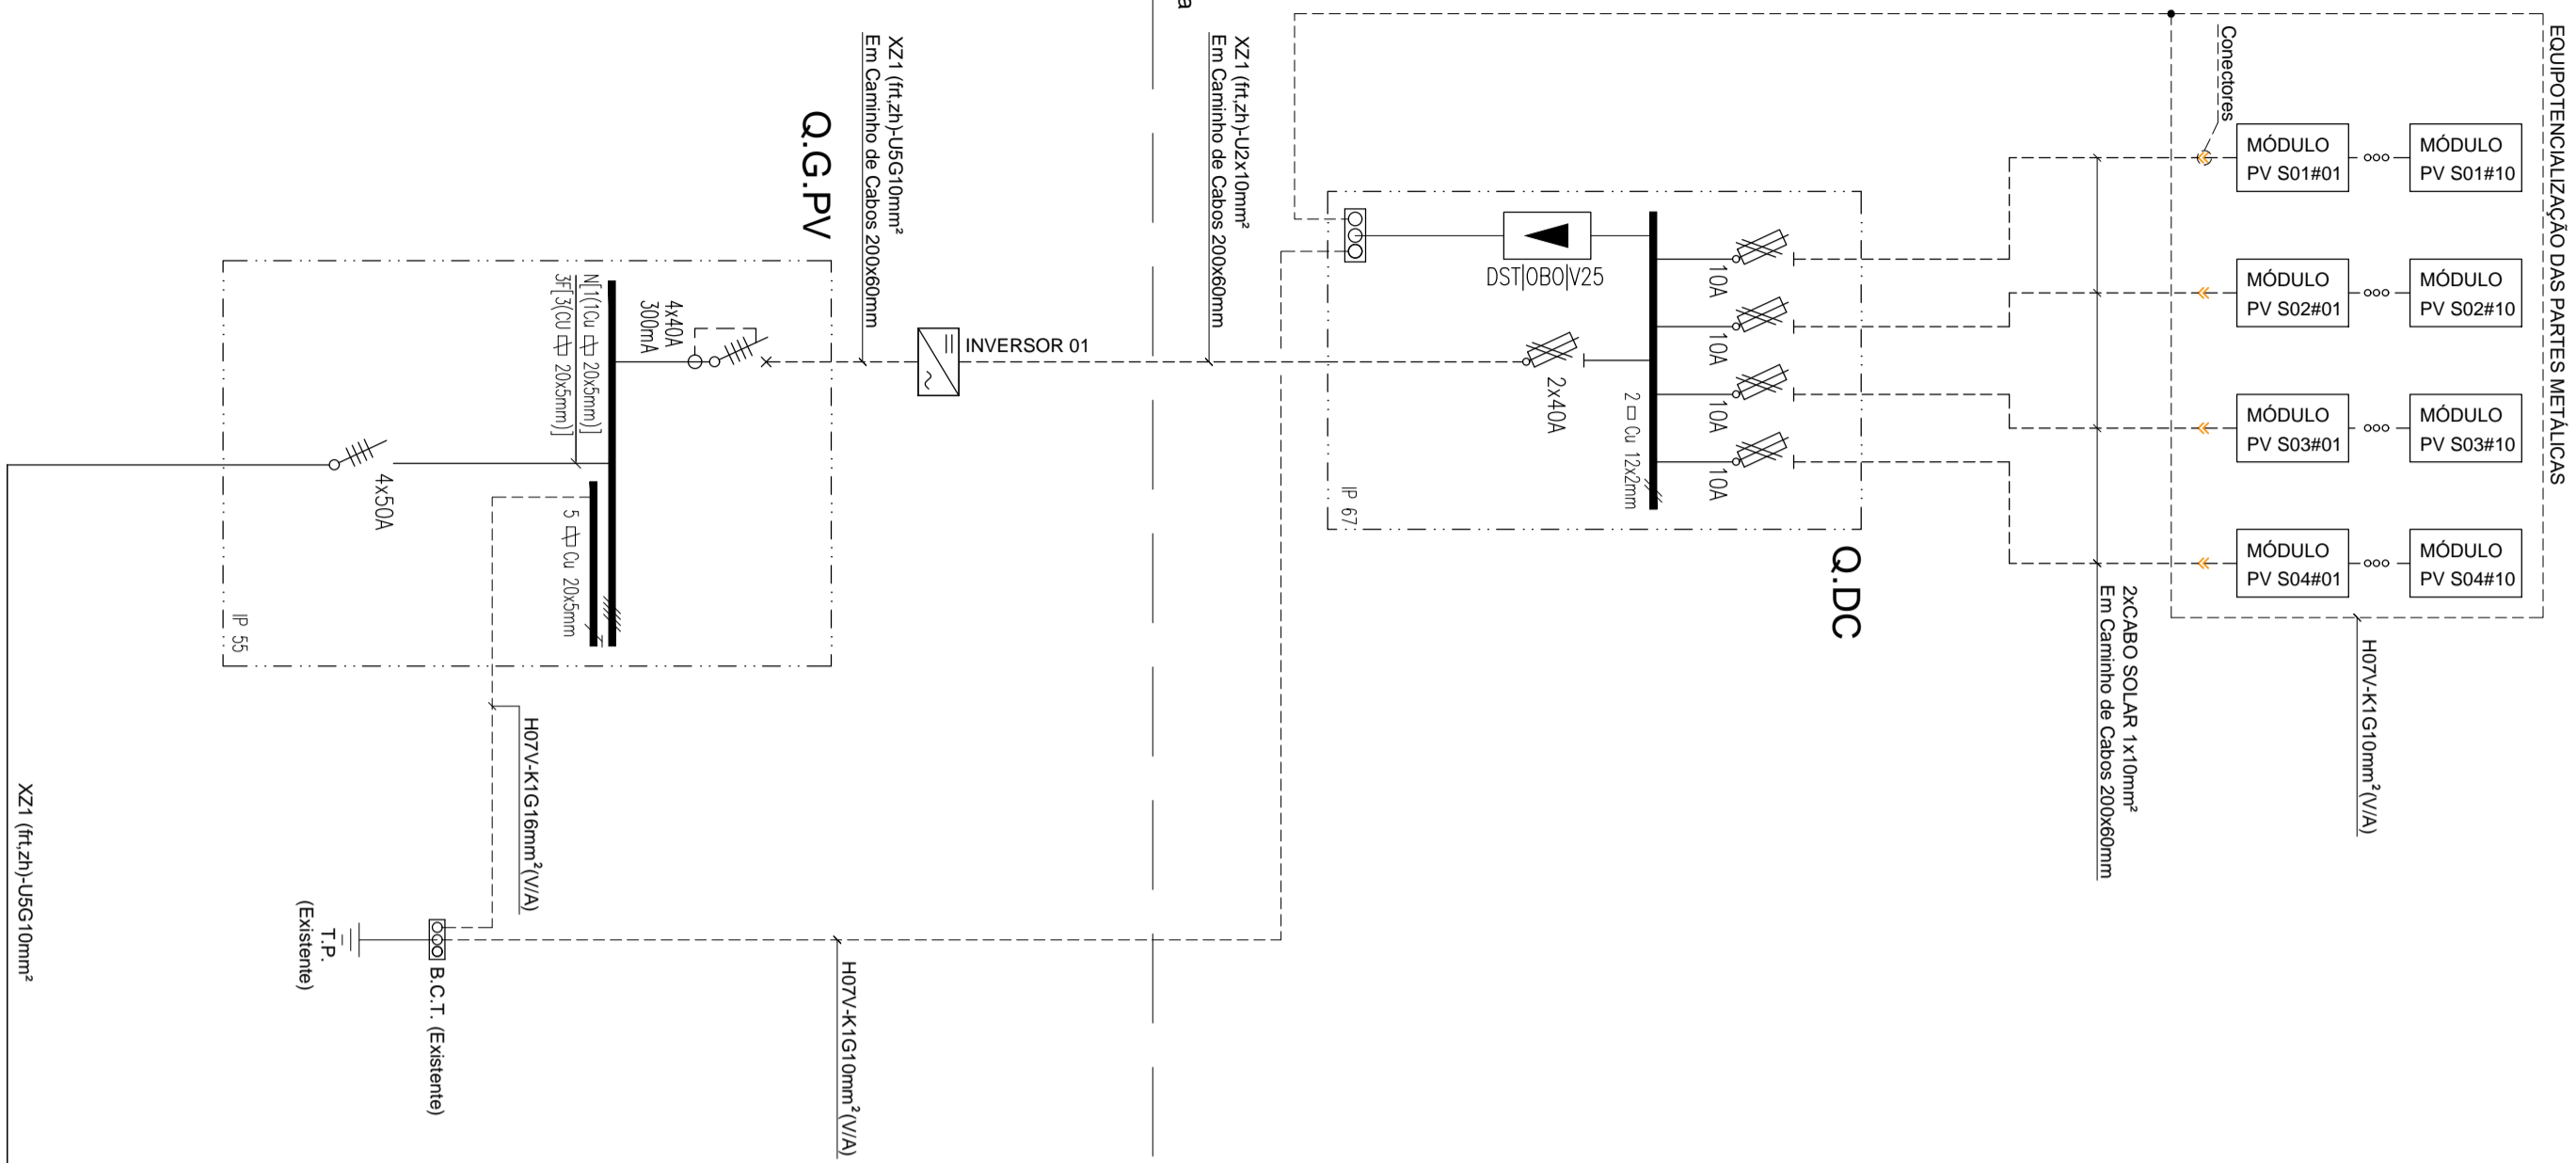 EQUIPOTENCIALIZAÇÃO DAS PARTES METÁLICAS
Conectores
MÓDULO
PV S01#01
MÓDULO
PV S01#10
MÓDULO
PV S02#01
MÓDULO
PV S02#10
MÓDULO
PV S03#01
MÓDULO
PV S03#10
MÓDULO
PV S04#01
MÓDULO
PV S04#10
H07V-K1G10mm²(V/A)
2xCABO SOLAR 1x10mm²
Em Caminho de Cabos 200x60mm
Q.DC
10A
10A
10A
10A
DST|OBO|V25
2x40A
2 Cu 12x2mm
IP 67
XZ1 (frt,zh)-U2x10mm²
Em Caminho de Cabos 200x60mm
a
INVERSOR 01
XZ1 (frt,zh)-U5G10mm²
Em Caminho de Cabos 200x60mm
Q.G.PV
4x40A
300mA
N[1(1Cu 20x5mm)]
3F[3(CU 20x5mm)]
4x50A
5 Cu 20x5mm
IP 55
H07V-K1G16mm²(V/A)
H07V-K1G10mm²(V/A)
B.C.T. (Existente)
T.P.
(Existente)
XZ1 (frt,zh)-U5G10mm²